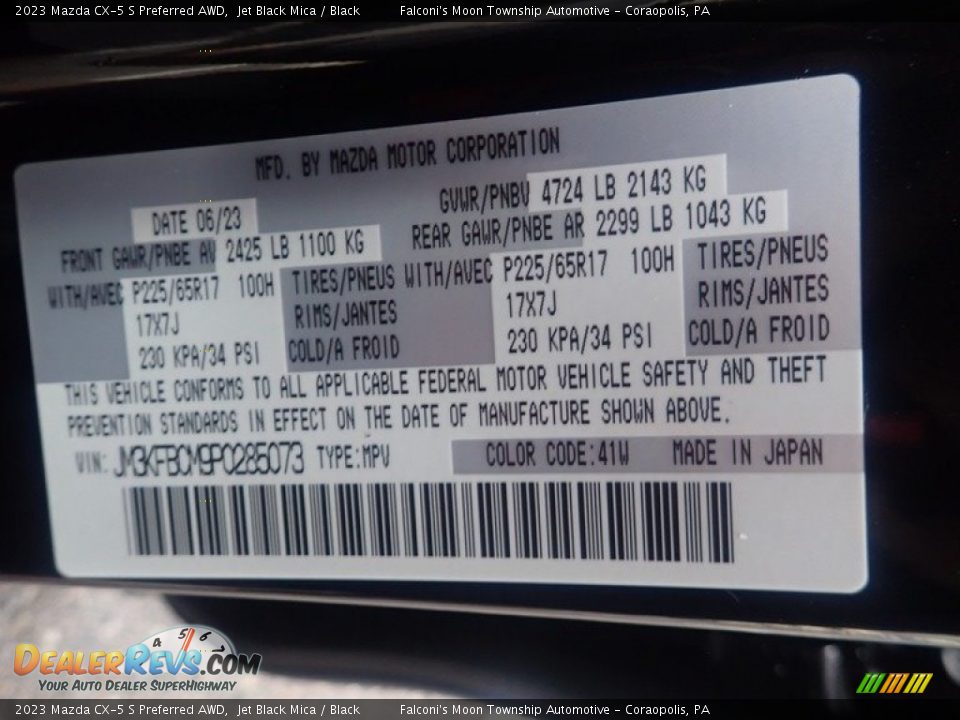 2023 Mazda CX-5 S Preferred AWD, Jet Black Mica / Black Falconi's Moon Township Automotive - Coraopolis, PA
MFD. BY MAZDA MOTOR CORPORATION
DATE 06/23 GVWR/PNBV 4724 LB 2143 KG
FRONT GAWR/PNBE AV 2425 LB 1100 KG REAR GAWR/PNBE AR 2299 LB 1043 KG
WITH/AVEC P225/65R17 100H TIRES/PNEUS WITH/AVEC P225/65R17 100H TIRES/PNEUS
17X7J RIMS/JANTES 17X7J RIMS/JANTES
230 KPA/34 PSI COLD/A FROID 230 KPA/34 PSI COLD/A FROID
THIS VEHICLE CONFORMS TO ALL APPLICABLE FEDERAL MOTOR VEHICLE SAFETY AND THEFT
PREVENTION STANDARDS IN EFFECT ON THE DATE OF MANUFACTURE SHOWN ABOVE.
VIN: JM3KFBCM9P0285073 TYPE:MPV COLOR CODE:41W MADE IN JAPAN
4 5 6
DEALERREVS.COM
YOUR AUTO DEALER SUPERHIGHWAY
2023 Mazda CX-5 S Preferred AWD, Jet Black Mica / Black Falconi's Moon Township Automotive - Coraopolis, PA